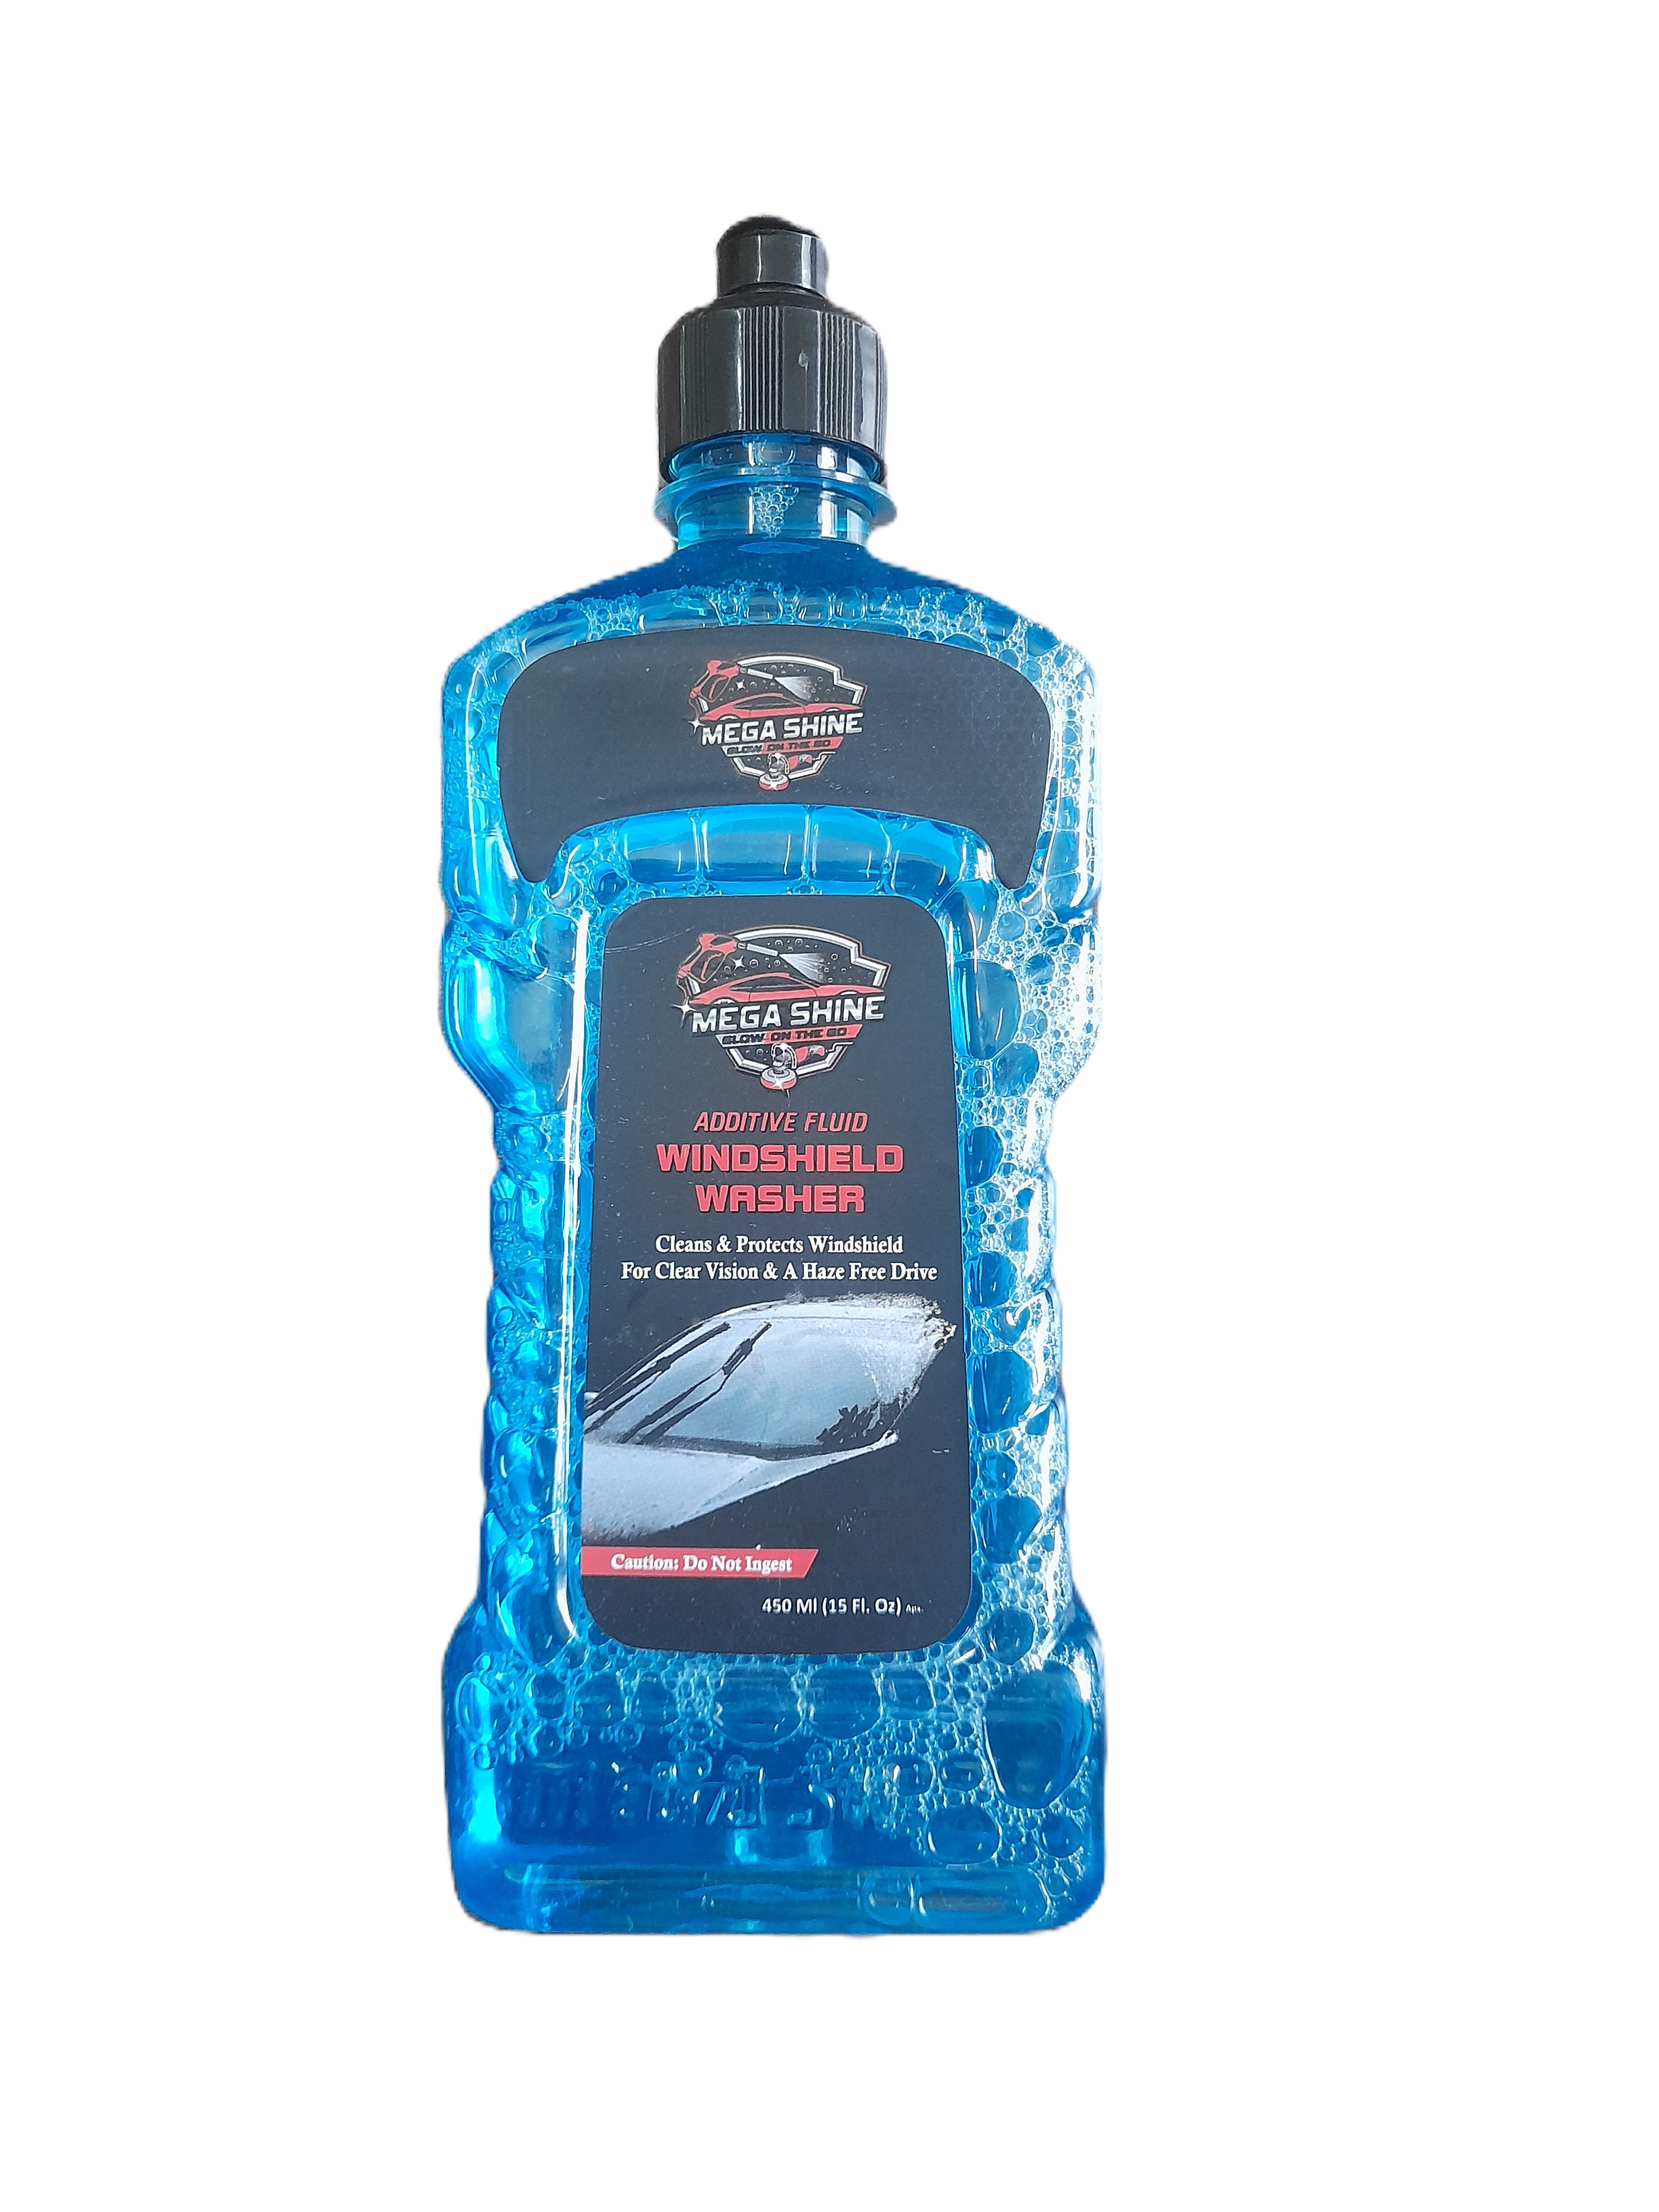 MEGA SHINE
GLOW ON THE GO
MEGA SHINE
GLOW ON THE GO
ADDITIVE FLUID
WINDSHIELD
WASHER
Cleans & Protects Windshield
For Clear Vision & A Haze Free Drive
Caution: Do Not Ingest
450 Ml (15 Fl. Oz)